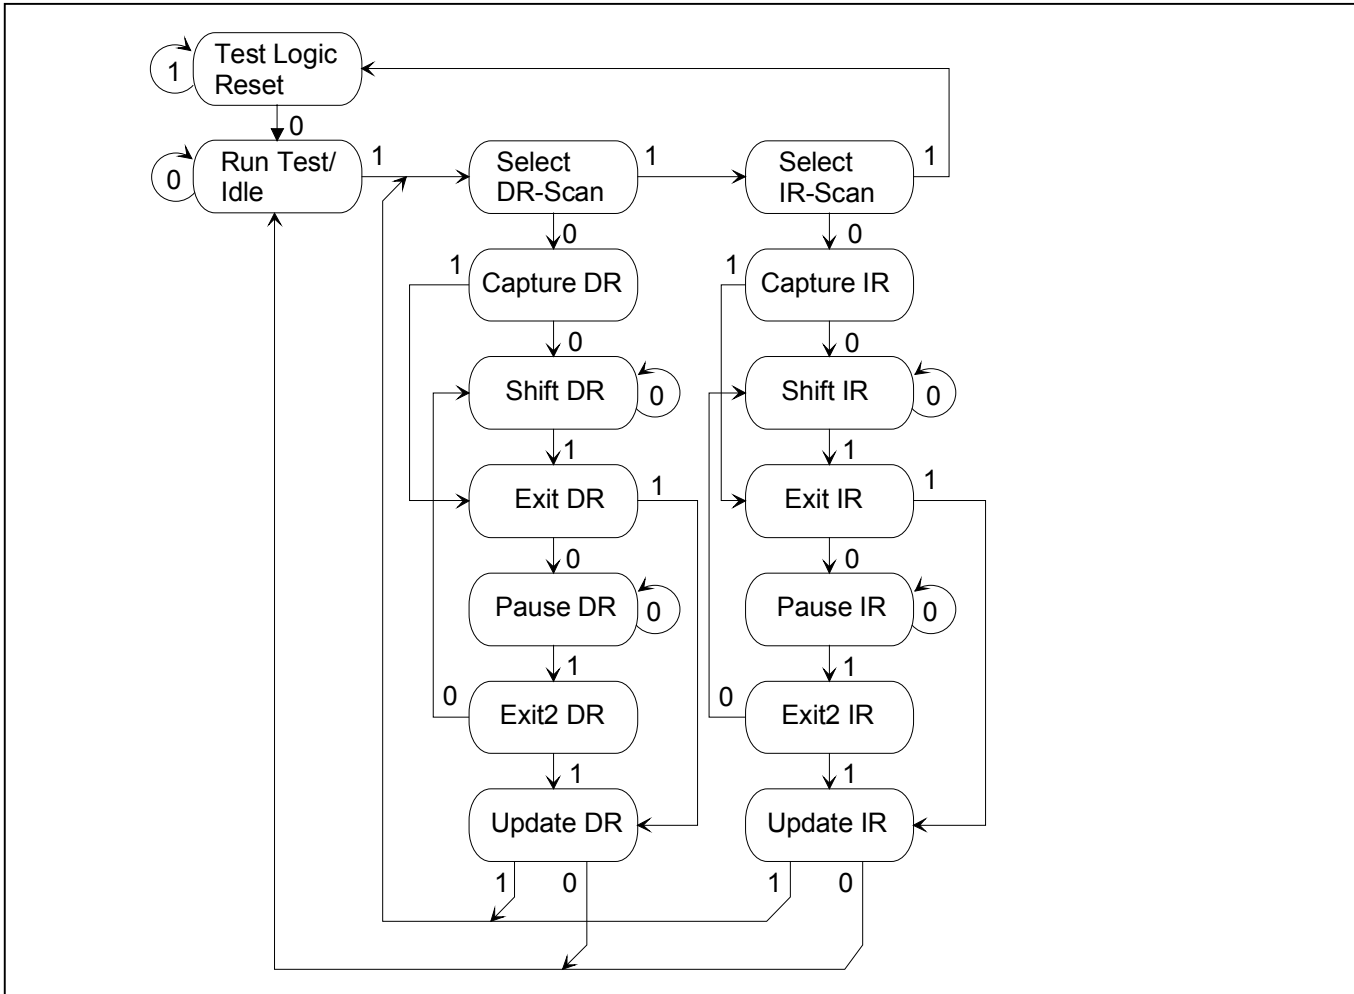 Test Logic
Reset
1
0
Run Test/
Idle
0
1
Select
DR-Scan
1
Select
IR-Scan
1
0
0
1
Capture DR
1
Capture IR
0
0
Shift DR
0
Shift IR
0
1
1
Exit DR
1
Exit IR
1
0
0
Pause DR
0
Pause IR
0
1
1
0
Exit2 DR
0
Exit2 IR
1
1
Update DR
Update IR
1
0
1
0